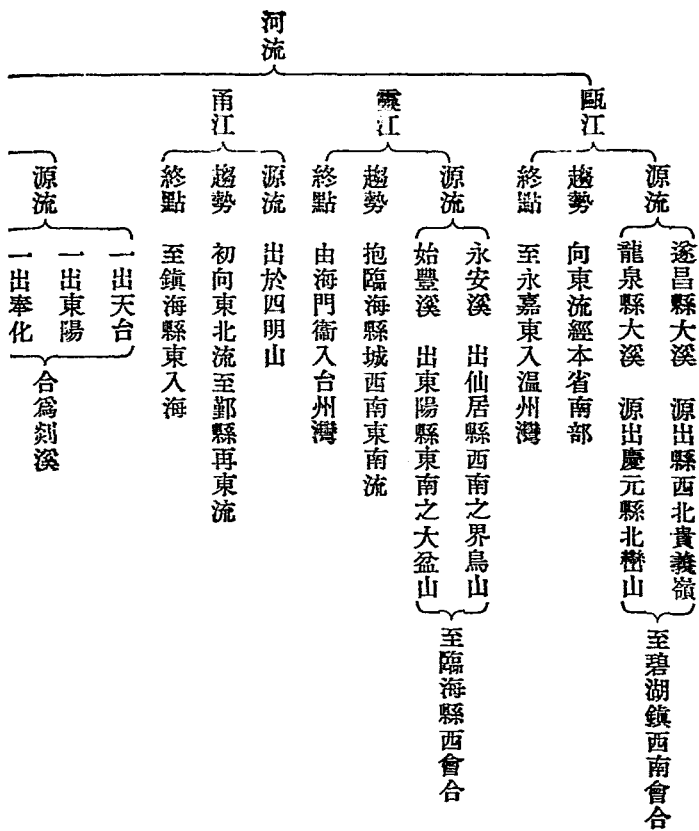 河流
甌江
源流
遂昌縣大溪　源出縣西北貴義嶺
龍泉縣大溪　源出慶元縣北轡山
至碧湖鎮西南會合
趨勢　向東流經本省南部
終點　至永嘉東入溫州灣
靈江
源流
永安溪　出仙居縣西南之界鳥山
始豐溪　出東陽縣東南之大盆山
至臨海縣西會合
趨勢　抱臨海縣城西南東南流
終點　由海門衞入台州灣
甬江
源流　出於四明山
趨勢　初向東北流至鄞縣再東流
終點　至鎮海縣東入海
源流
一出天台
一出東陽
一出奉化
合爲剡溪